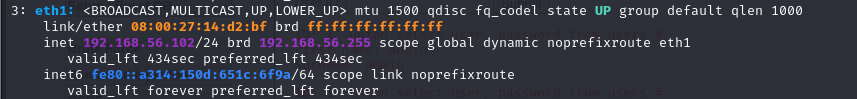 3: eth1: <BROADCAST,MULTICAST,UP,LOWER_UP> mtu 1500 qdisc fq_codel state UP group default qlen 1000
link/ether 08:00:27:14:d2:bf brd ff:ff:ff:ff:ff:ff
inet 192.168.56.102/24 brd 192.168.56.255 scope global dynamic noprefixroute eth1
valid_lft 434sec preferred_lft 434sec
inet6 fe80::a314:150d:651c:6f9a/64 scope link noprefixroute
valid_lft forever preferred_lft forever